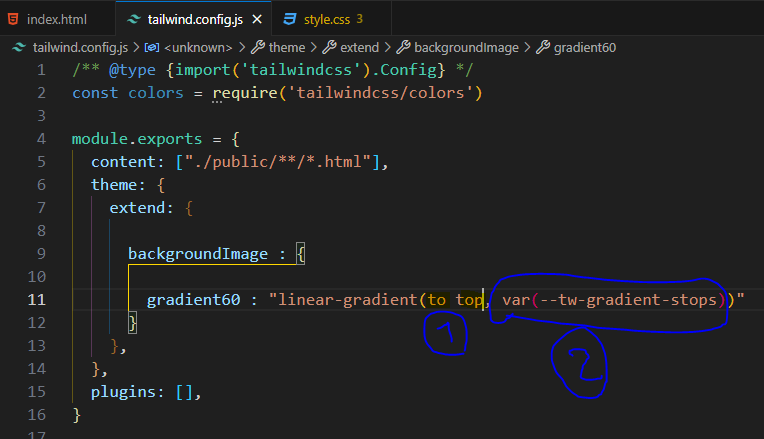 index.html tailwind.config.js style.css 3
tailwind.config.js > <unknown> > theme > extend > backgroundImage > gradient60
1 /** @type {import('tailwindcss').Config} */
2 const colors = require('tailwindcss/colors')
3
4 module.exports = {
5 content: ["./public/**/*.html"],
6 theme: {
7 extend: {
8
9 backgroundImage : {
10
11 gradient60 : "linear-gradient(to top, var(--tw-gradient-stops))"
12 }
1 2
13 },
14 },
15 plugins: [],
16 }
17